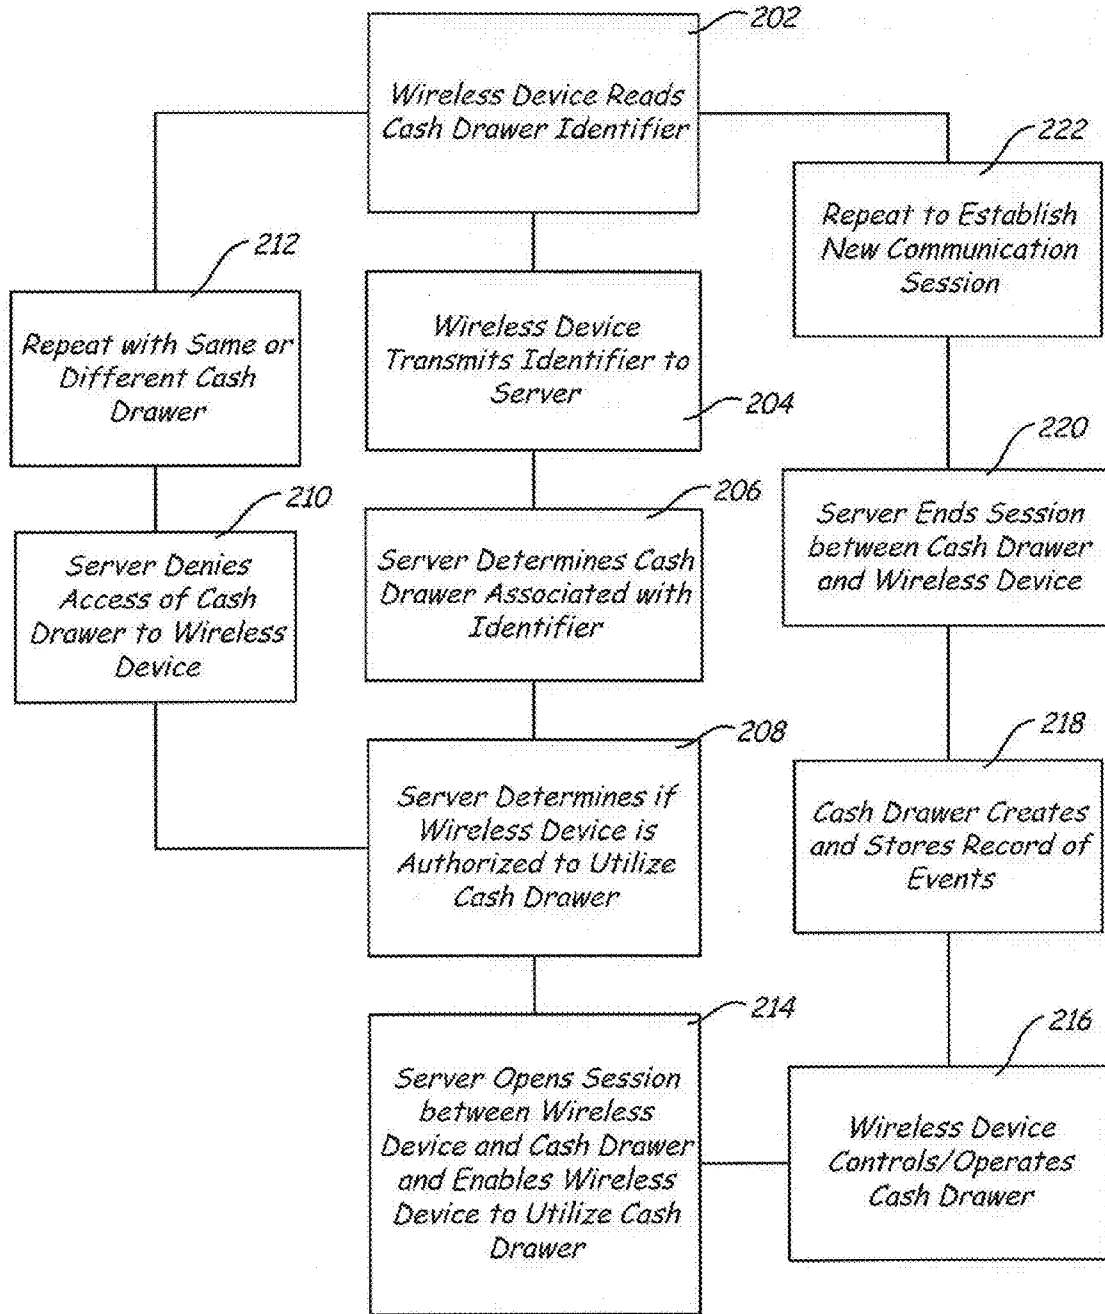 202
Wireless Device Reads
Cash Drawer Identifier
222
Repeat to Establish
New Communication
Session
212
Repeat with Same or
Different Cash
Drawer
Wireless Device
Transmits Identifier to
Server
204
220
Server Ends Session
between Cash Drawer
and Wireless Device
210
Server Denies
Access of Cash
Drawer to Wireless
Device
206
Server Determines Cash
Drawer Associated with
Identifier
208
Server Determines if
Wireless Device is
Authorized to Utilize
Cash Drawer
218
Cash Drawer Creates
and Stores Record of
Events
214
Server Opens Session
between Wireless
Device and Cash Drawer
and Enables Wireless
Device to Utilize Cash
Drawer
216
Wireless Device
Controls/Operates
Cash Drawer